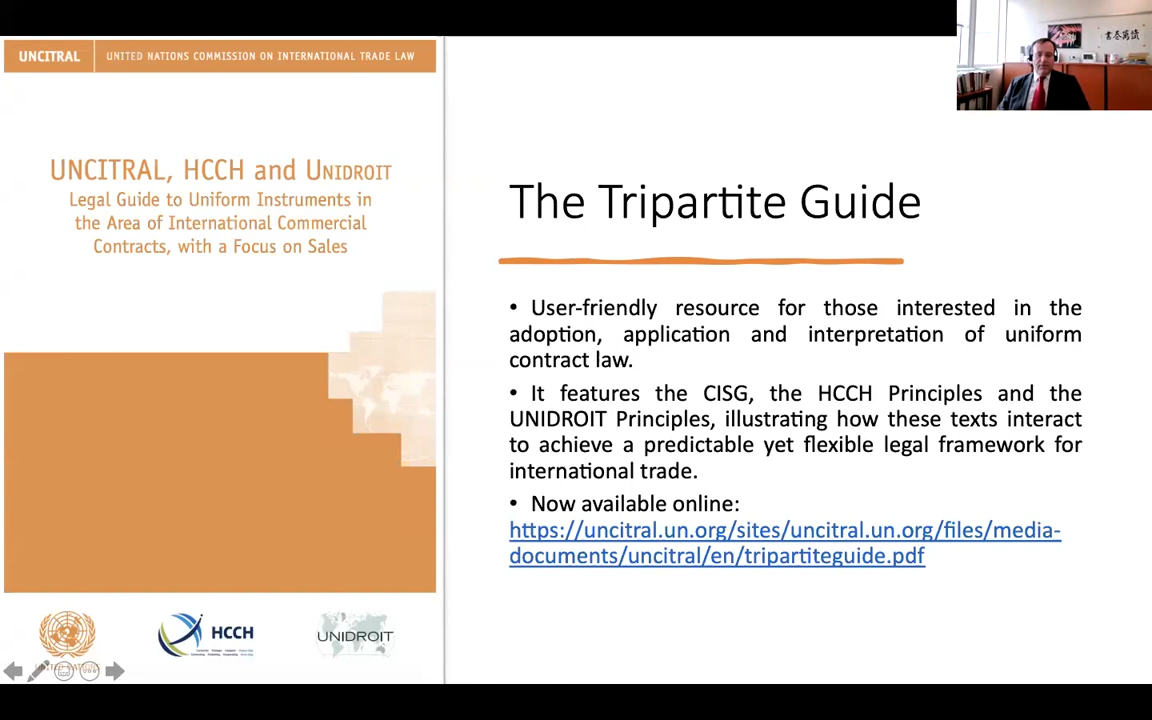 UNCITRAL
UNITED NATIONS COMMISSION ON INTERNATIONAL TRADE LAW
UNCITRAL, HCCH and UNIDROIT
Legal Guide to Uniform Instruments in
the Area of International Commercial
Contracts, with a Focus on Sales
HCCH
UNIDROIT
The Tripartite Guide
• User-friendly resource for those interested in the
adoption, application and interpretation of uniform
contract law.
• It features the CISG, the HCCH Principles and the
UNIDROIT Principles, illustrating how these texts interact
to achieve a predictable yet flexible legal framework for
international trade.
• Now available online:
https://uncitral.un.org/sites/uncitral.un.org/files/media-
documents/uncitral/en/tripartiteguide.pdf